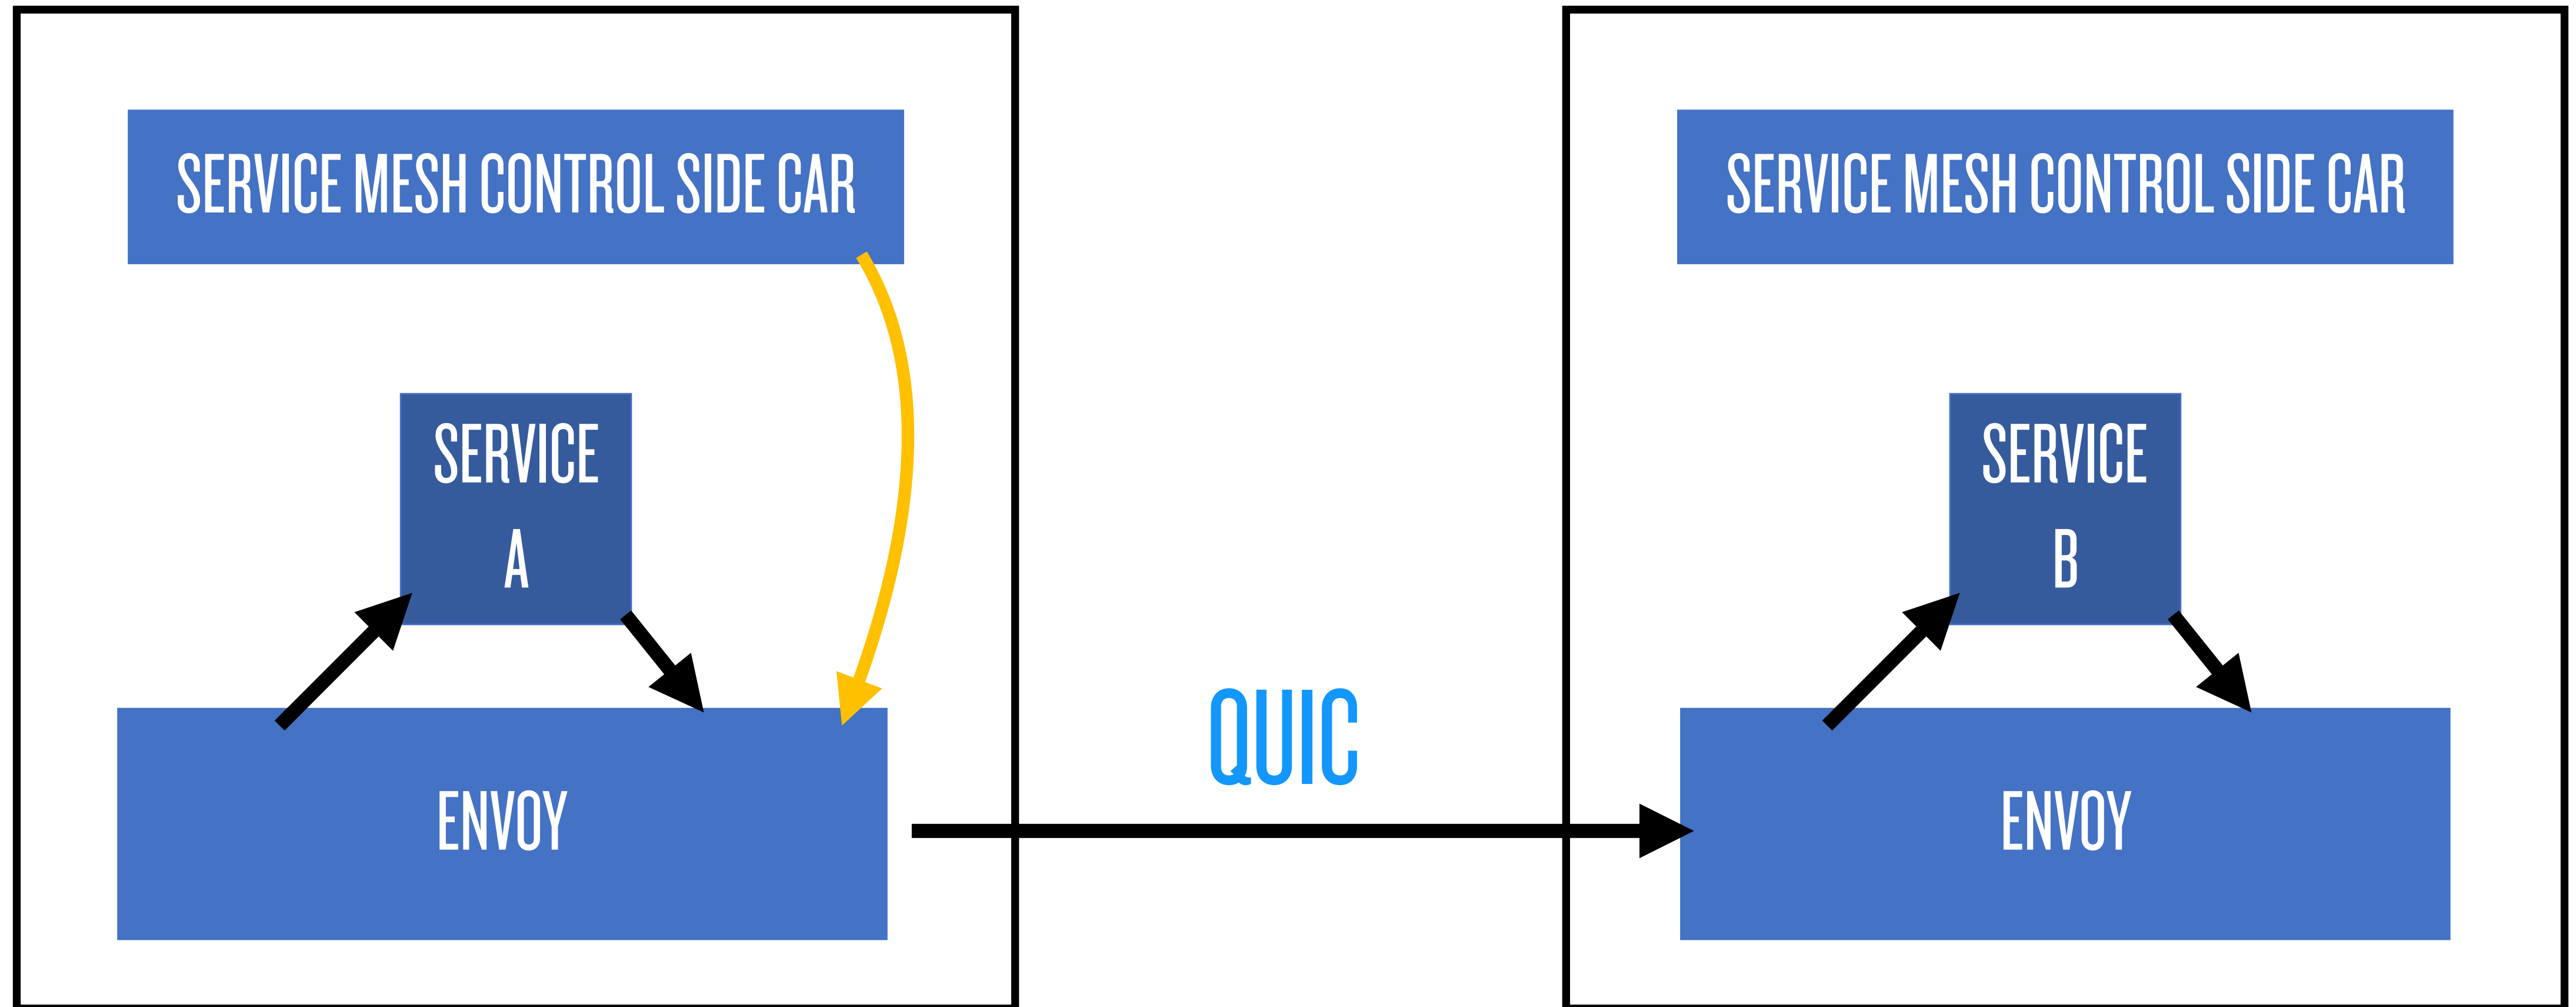 SERVICE MESH CONTROL SIDE CAR
SERVICE
A
ENVOY
QUIC
SERVICE MESH CONTROL SIDE CAR
SERVICE
B
ENVOY